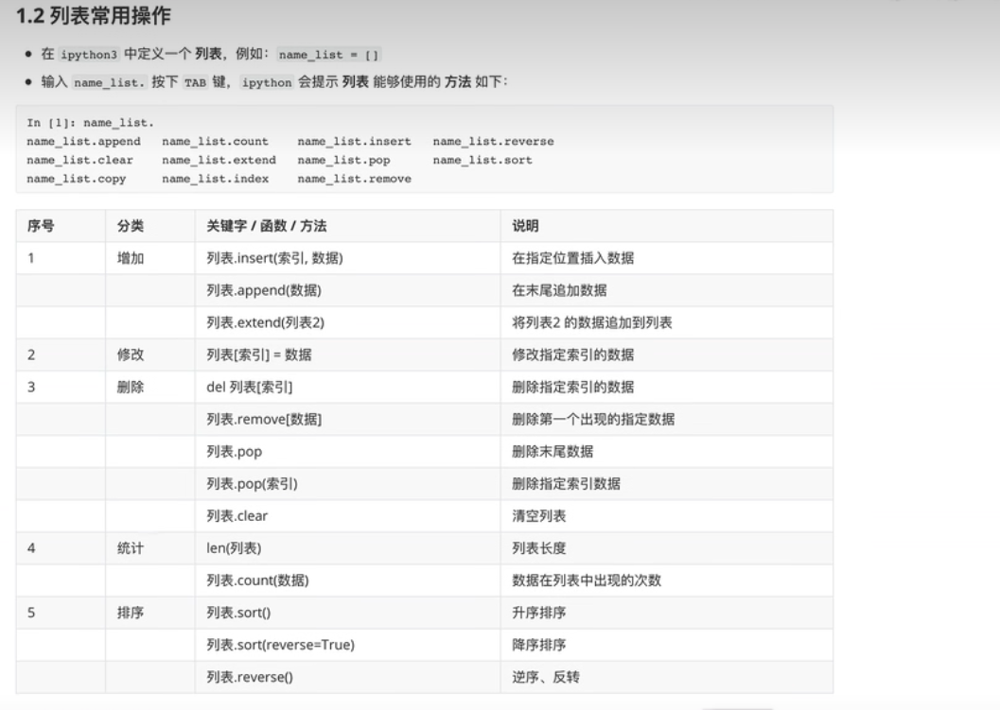 1.2 列表常用操作
在 ipython3 中定义一个 列表，例如： name_list = []
输入 name_list. 按下 TAB 键， ipython 会提示 列表 能够使用的 方法 如下：
In [1]: name_list.
name_list.append name_list.count name_list.insert name_list.reverse
name_list.clear name_list.extend name_list.pop name_list.sort
name_list.copy name_list.index name_list.remove
序号 分类 关键字 / 函数 / 方法 说明
1 增加 列表.insert(索引, 数据) 在指定位置插入数据
列表.append(数据) 在末尾追加数据
列表.extend(列表2) 将列表2 的数据追加到列表
2 修改 列表[索引] = 数据 修改指定索引的数据
3 删除 del 列表[索引] 删除指定索引的数据
列表.remove[数据] 删除第一个出现的指定数据
列表.pop 删除末尾数据
列表.pop(索引) 删除指定索引数据
列表.clear 清空列表
4 统计 len(列表) 列表长度
列表.count(数据) 数据在列表中出现的次数
5 排序 列表.sort() 升序排序
列表.sort(reverse=True) 降序排序
列表.reverse() 逆序、反转